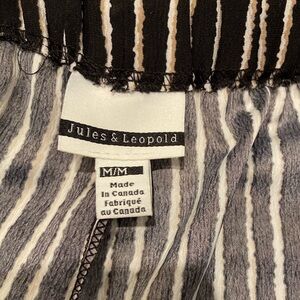 Jules & Leopold
M/M
Made
In Canada
Fabriqué
au Canada